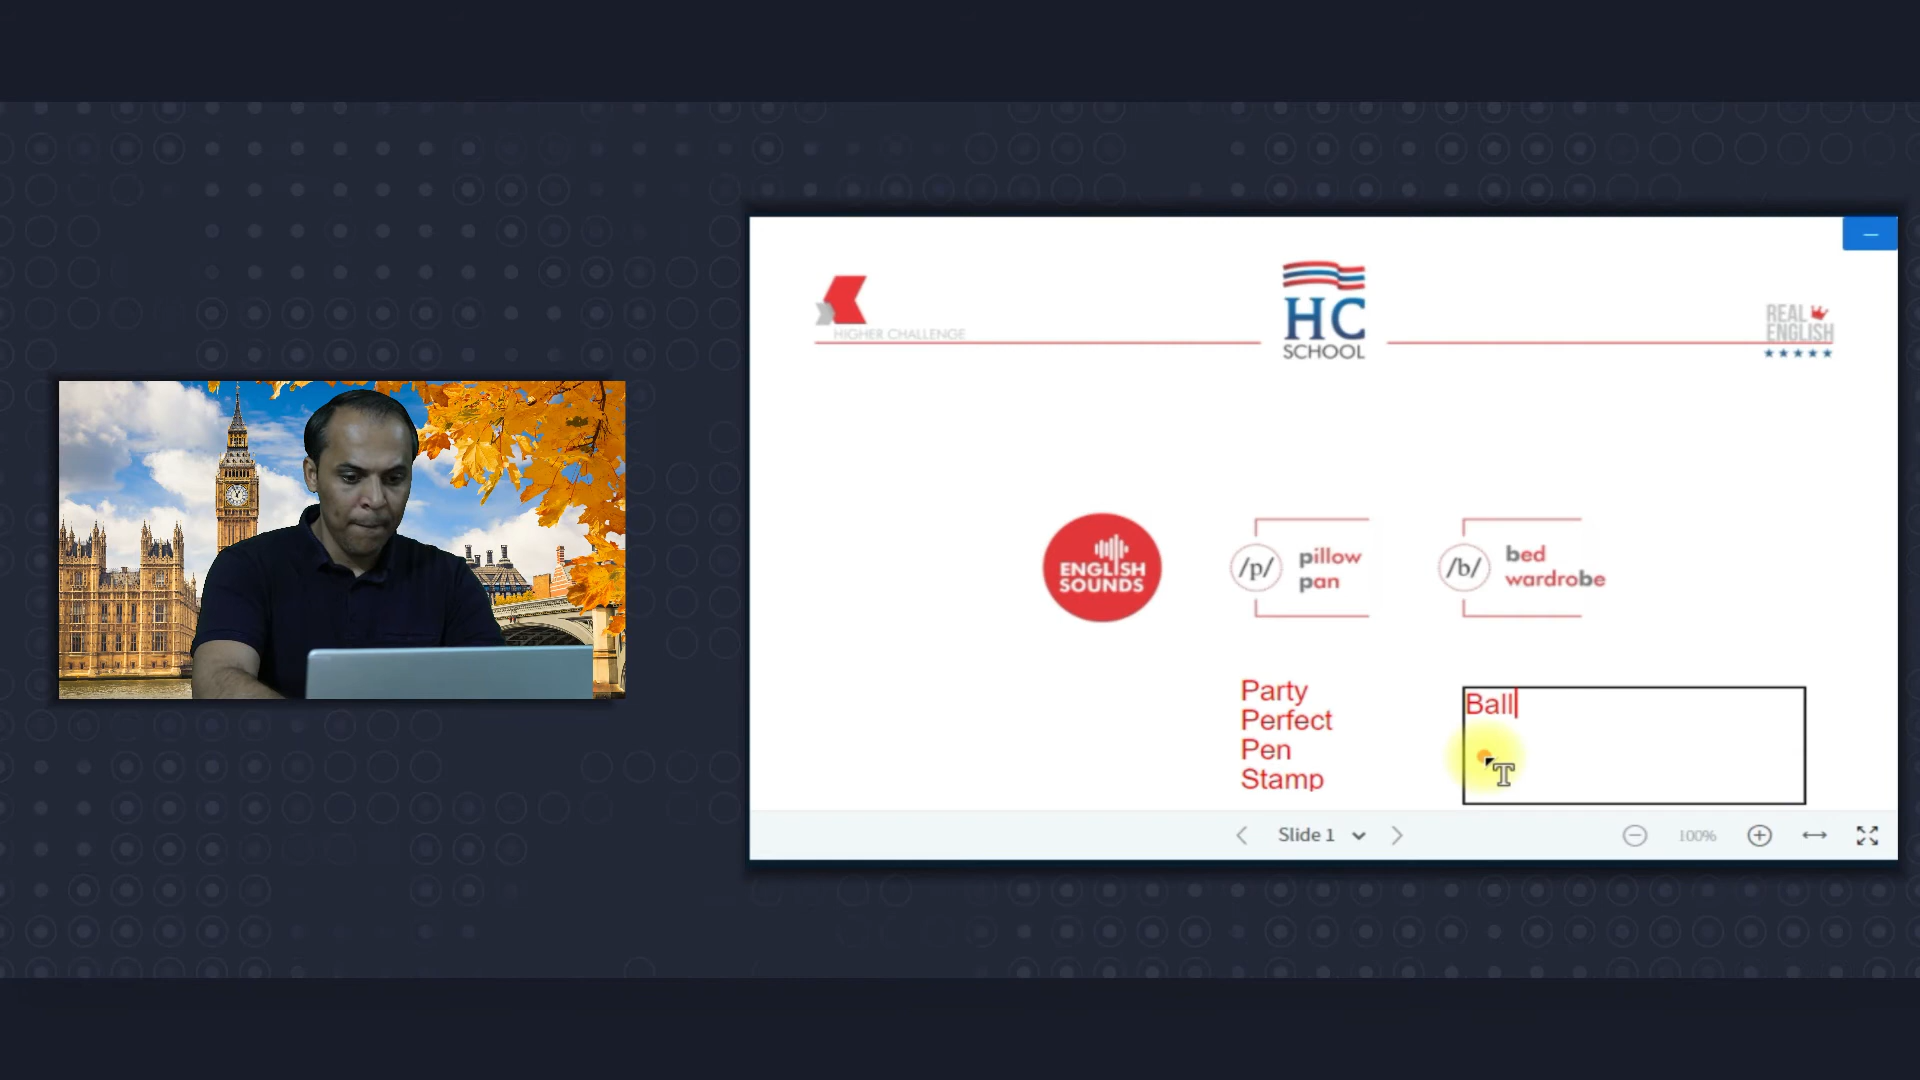 HIGHER CHALLENGE
HC
SCHOOL
REAL
ENGLISH
ENGLISH
SOUNDS
/p/
pillow
pan
/b/
bed
wardrobe
Party
Perfect
Pen
Stamp
Ball
Slide 1
100%